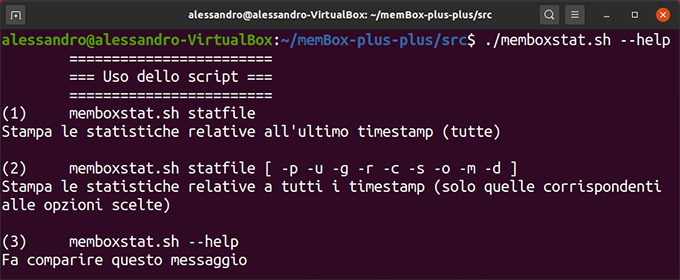 alessandro@alessandro-VirtualBox: ~/memBox-plus-plus/src
alessandro@alessandro-VirtualBox:~/memBox-plus-plus/src$ ./memboxstat.sh --help
========================
=== Uso dello script ===
========================
(1) memboxstat.sh statfile
Stampa le statistiche relative all'ultimo timestamp (tutte)
(2) memboxstat.sh statfile [ -p -u -g -r -c -s -o -m -d ]
Stampa le statistiche relative a tutti i timestamp (solo quelle corrispondenti
alle opzioni scelte)
(3) memboxstat.sh --help
Fa comparire questo messaggio